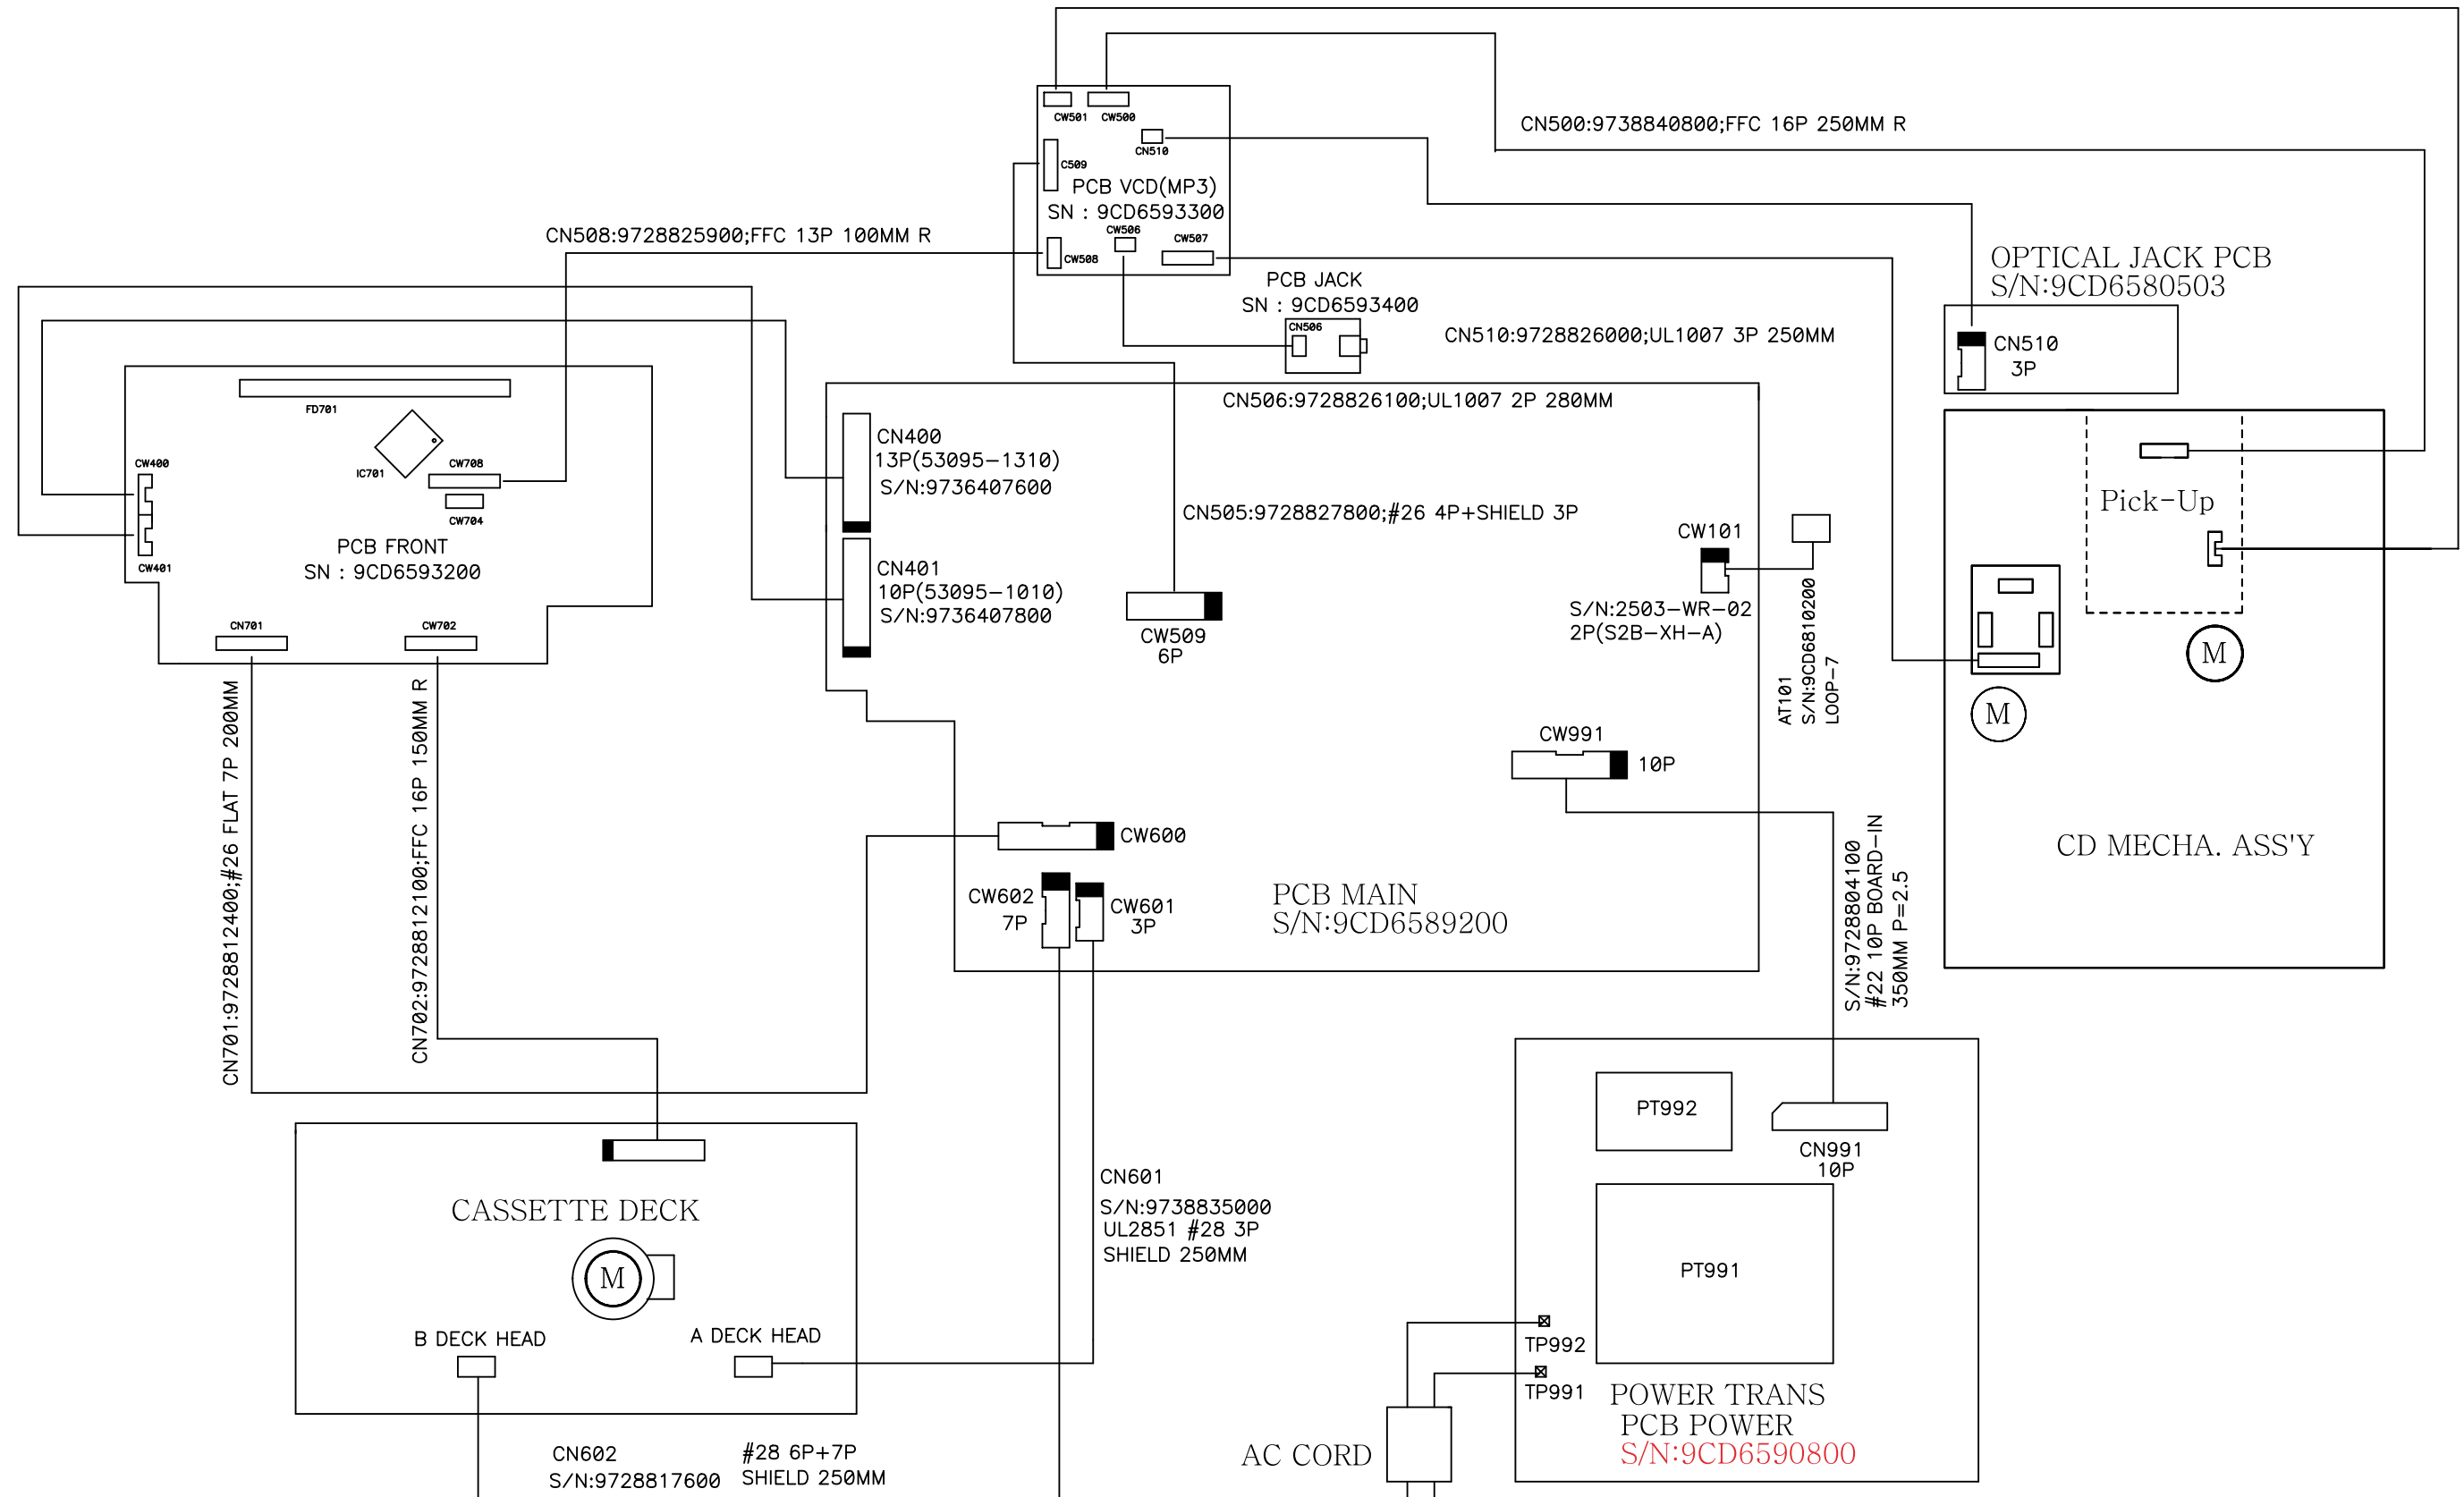 CN500:9738840800;FFC 16P 250MM R
CW501
CW500
CN510
C509
PCB VCD(MP3)
SN : 9CD6593300
CW506
CW507
CW508
CN508:9728825900;FFC 13P 100MM R
OPTICAL JACK PCB
S/N:9CD6580503
CN510
3P
PCB JACK
SN : 9CD6593400
CN506
CN510:9728826000;UL1007 3P 250MM
CN506:9728826100;UL1007 2P 280MM
FD701
IC701
CW400
CW401
CW708
CW704
PCB FRONT
SN : 9CD6593200
CN701
CW702
CN400
13P(53095-1310)
S/N:9736407600
CN401
10P(53095-1010)
S/N:9736407800
CN505:9728827800;#26 4P+SHIELD 3P
CW509
6P
CW101
S/N:2503-WR-02
2P(S2B-XH-A)
AT101
S/N:9CD6810200
LOOP-7
Pick-Up
M
M
CD MECHA. ASS'Y
CN701:9728812400;#26 FLAT 7P 200MM
CN702:9728812100;FFC 16P 150MM R
CW991
10P
CW600
CW602
7P
CW601
3P
PCB MAIN
S/N:9CD6589200
S/N:9728804100
#22 10P BOARD-IN
350MM P=2.5
CASSETTE DECK
M
B DECK HEAD
A DECK HEAD
CN601
S/N:9738835000
UL2851 #28 3P
SHIELD 250MM
PT992
CN991
10P
PT991
TP992
TP991
POWER TRANS
PCB POWER
S/N:9CD6590800
AC CORD
CN602
S/N:9728817600
#28 6P+7P
SHIELD 250MM